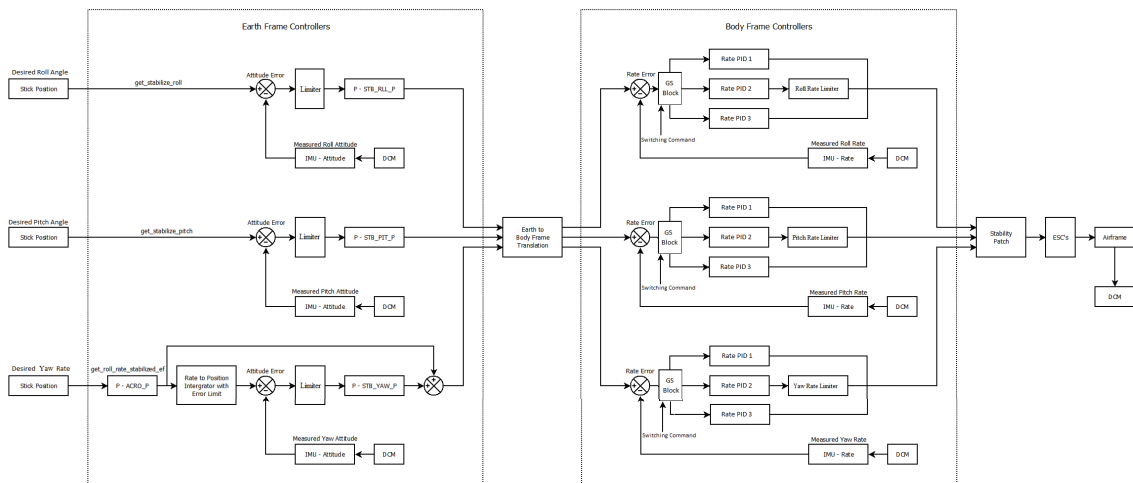 Earth Frame Controllers
Body Frame Controllers
Desired Roll Angle
Stick Position
get_stabilize_roll
Attitude Error
Limiter
P - STB_RLL_P
Measured Roll Attitude
IMU - Attitude
DCM
Desired Pitch Angle
Stick Position
get_stabilize_pitch
Attitude Error
Limiter
P - STB_PIT_P
Measured Pitch Attitude
IMU - Attitude
DCM
Desired Yaw Rate
Stick Position
get_roll_rate_stabilized_ef
P - ACRO_P
Rate to Position
Intergrator with
Error Limit
Attitude Error
Limiter
P - STB_YAW_P
Measured Yaw Attitude
IMU - Attitude
DCM
Earth to
Body Frame
Translation
Rate Error
GS
Block
Switching Command
Rate PID 1
Rate PID 2
Rate PID 3
Roll Rate Limiter
Measured Roll Rate
IMU - Rate
DCM
Rate Error
GS
Block
Switching Command
Rate PID 1
Rate PID 2
Rate PID 3
Pitch Rate Limiter
Measured Pitch Rate
IMU - Rate
DCM
Rate Error
GS
Block
Switching Command
Rate PID 1
Rate PID 2
Rate PID 3
Yaw Rate Limiter
Measured Yaw Rate
IMU - Rate
DCM
Stability
Patch
ESC's
Airframe
DCM